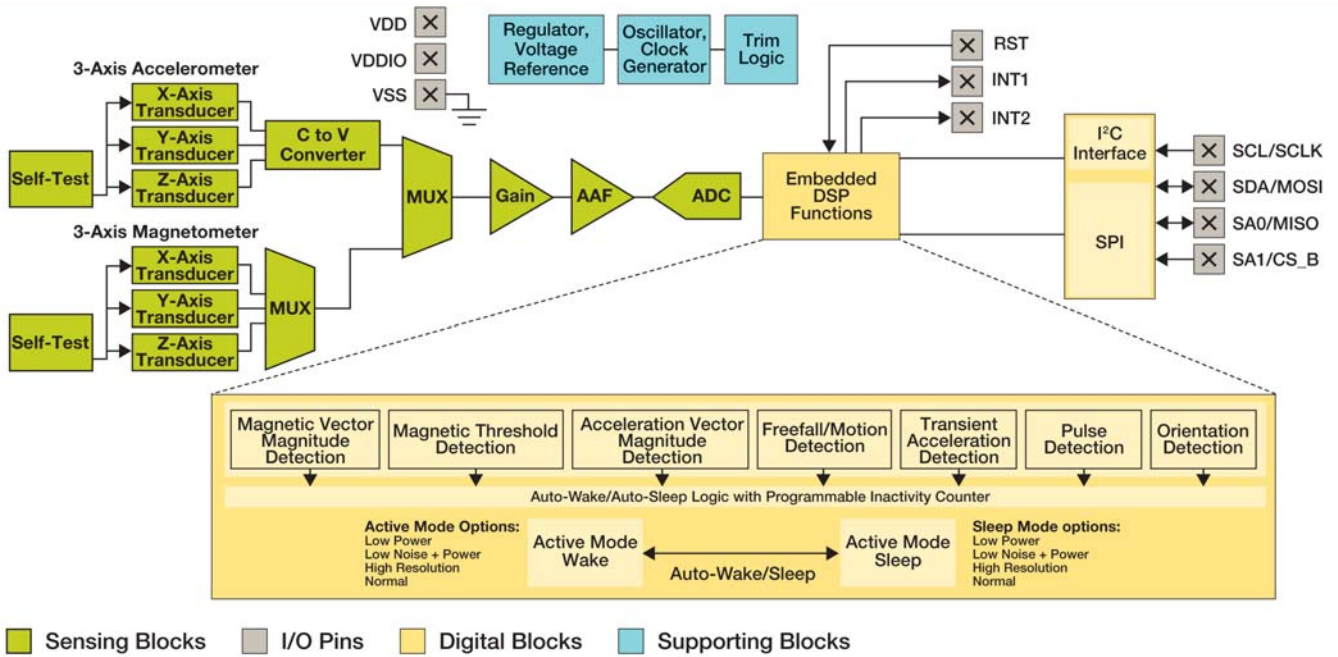 VDD
VDDIO
VSS
Regulator,
Voltage
Reference
Oscillator,
Clock
Generator
Trim
Logic
RST
INT1
INT2
3-Axis Accelerometer
Self-Test
X-Axis
Transducer
Y-Axis
Transducer
Z-Axis
Transducer
C to V
Converter
MUX
Gain
AAF
ADC
Embedded
DSP
Functions
I²C
Interface
SPI
SCL/SCLK
SDA/MOSI
SA0/MISO
SA1/CS_B
3-Axis Magnetometer
Self-Test
X-Axis
Transducer
Y-Axis
Transducer
Z-Axis
Transducer
MUX
Magnetic Vector
Magnitude
Detection
Magnetic Threshold
Detection
Acceleration Vector
Magnitude
Detection
Freefall/Motion
Detection
Transient
Acceleration
Detection
Pulse
Detection
Orientation
Detection
Auto-Wake/Auto-Sleep Logic with Programmable Inactivity Counter
Active Mode Options:
Low Power
Low Noise + Power
High Resolution
Normal
Active Mode
Wake
Auto-Wake/Sleep
Active Mode
Sleep
Sleep Mode options:
Low Power
Low Noise + Power
High Resolution
Normal
Sensing Blocks
I/O Pins
Digital Blocks
Supporting Blocks